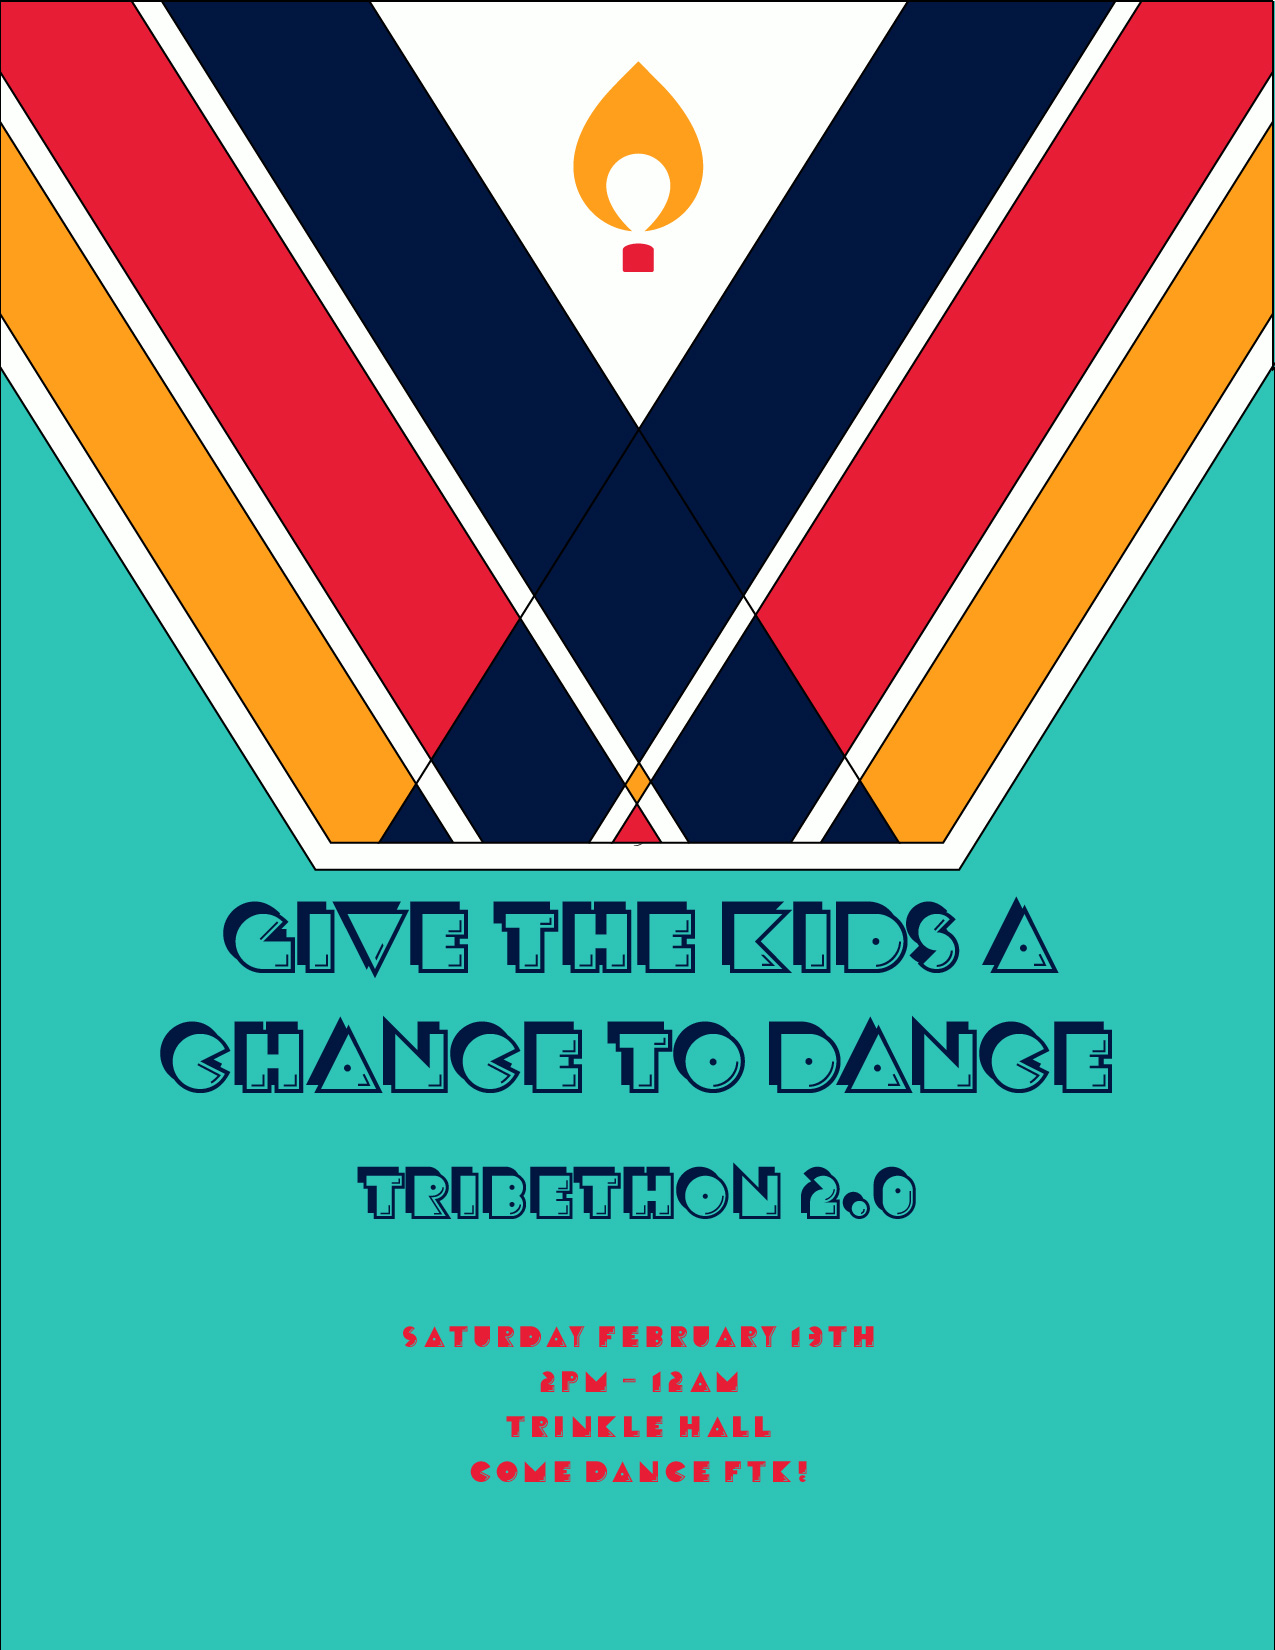 GIVE THE KIDS A
CHANCE TO DANCE
TRIBETHON 2.0
SATURDAY FEBRUARY 13TH
2PM - 12AM
TRINKLE HALL
COME DANCE FTK!